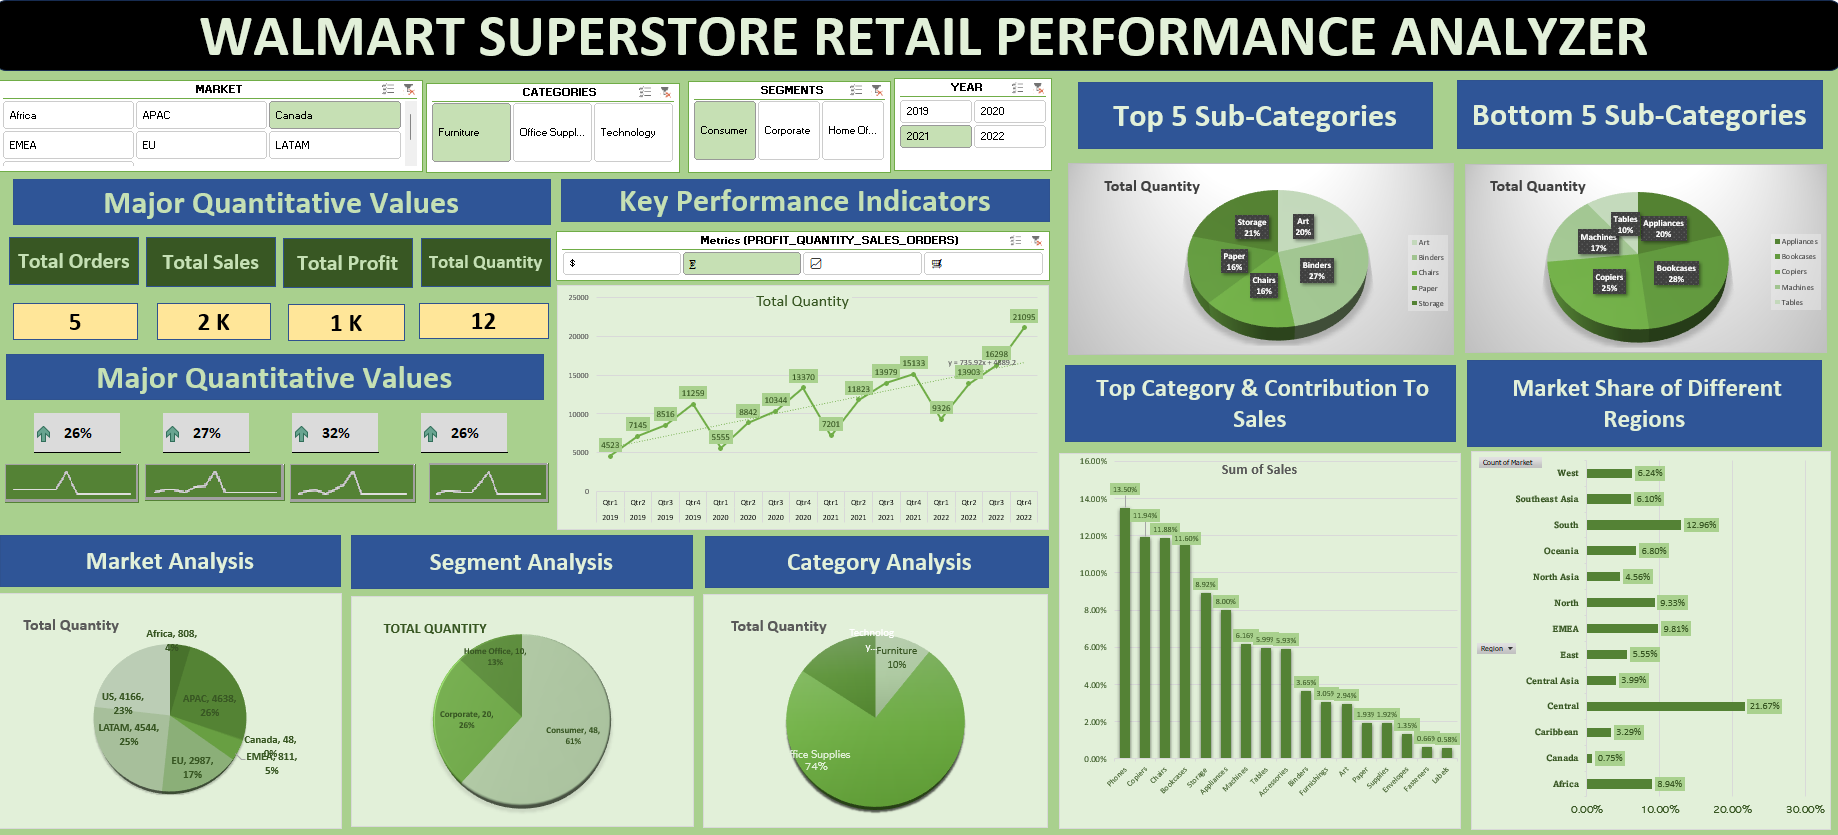 WALMART SUPERSTORE RETAIL PERFORMANCE ANALYZER
MARKET
Africa
APAC
Canada
EMEA
EU
LATAM
CATEGORIES
Furniture
Office Suppl...
Technology
SEGMENTS
Consumer
Corporate
Home Of...
YEAR
2019
2020
2021
2022
Top 5 Sub-Categories
Bottom 5 Sub-Categories
Major Quantitative Values
Total Orders
Total Sales
Total Profit
Total Quantity
5
2 K
1 K
12
Major Quantitative Values
26%
27%
32%
26%
Key Performance Indicators
Metrics (PROFIT_QUANTITY_SALES_ORDERS)
$
Σ
Total Quantity
25000
20000
15000
10000
5000
0
4523
7145
8516
11259
5555
8842
10344
13370
7201
11823
13979
15133
9326
13903
16298
21095
y = 735.92x + 4889.2
Qtr1 Qtr2 Qtr3 Qtr4 Qtr1 Qtr2 Qtr3 Qtr4 Qtr1 Qtr2 Qtr3 Qtr4 Qtr1 Qtr2 Qtr3 Qtr4
2019 2019 2019 2019 2020 2020 2020 2020 2021 2021 2021 2021 2022 2022 2022 2022
Total Quantity
Storage
21%
Art
20%
Paper
16%
Chairs
16%
Binders
27%
Art
Binders
Chairs
Paper
Storage
Total Quantity
Tables
10%
Appliances
20%
Machines
17%
Copiers
25%
Bookcases
28%
Appliances
Bookcases
Copiers
Machines
Tables
Market Analysis
Total Quantity
Africa, 808,
4%
US, 4166,
23%
APAC, 4638,
26%
LATAM, 4544,
25%
Canada, 48,
0%
EMEA, 811,
5%
EU, 2987,
17%
Segment Analysis
TOTAL QUANTITY
Home Office, 10,
13%
Corporate, 20,
26%
Consumer, 48,
61%
Category Analysis
Total Quantity
Technolog
y...
Furniture
10%
ffice Supplies
74%
Top Category & Contribution To
Sales
Sum of Sales
16.00%
14.00%
12.00%
10.00%
8.00%
6.00%
4.00%
2.00%
0.00%
13.50%
11.94%
11.88%
11.60%
8.92%
8.00%
6.16%
5.99%
5.93%
3.65%
3.05%
2.94%
1.93%
1.92%
1.35%
0.66%
0.58%
Phones
Copiers
Chairs
Bookcases
Storage
Appliances
Machines
Tables
Accessories
Binders
Furnishings
Art
Paper
Supplies
Envelopes
Fasteners
Labels
Market Share of Different
Regions
Count of Market
Region
West 6.24%
Southeast Asia 6.10%
South 12.96%
Oceania 6.80%
North Asia 4.56%
North 9.33%
EMEA 9.81%
East 5.55%
Central Asia 3.99%
Central 21.67%
Caribbean 3.29%
Canada 0.75%
Africa 8.94%
0.00% 10.00% 20.00% 30.00%